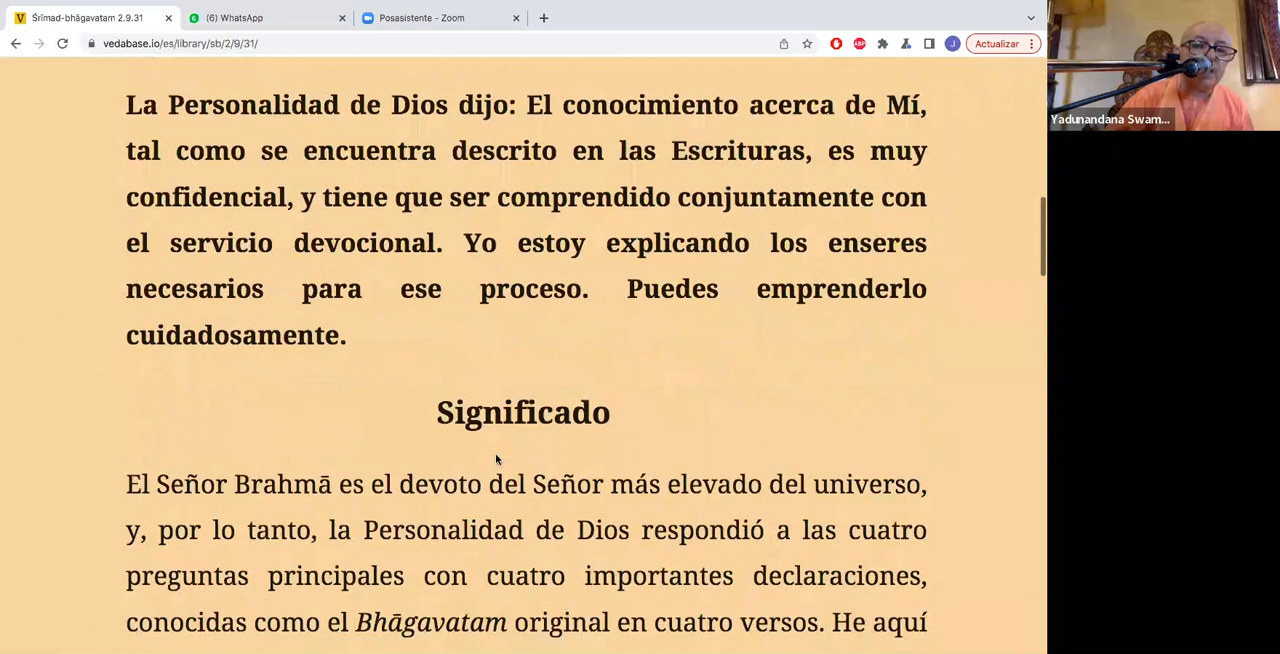 Śrīmad-bhāgavatam 2.9.31
(6) WhatsApp
Posasistente - Zoom
vedabase.io/es/library/sb/2/9/31/
ABP
J
Actualizar
Yadunandana Swam...
La Personalidad de Dios dijo: El conocimiento acerca de Mí,
tal como se encuentra descrito en las Escrituras, es muy
confidencial, y tiene que ser comprendido conjuntamente con
el servicio devocional. Yo estoy explicando los enseres
necesarios para ese proceso. Puedes emprenderlo
cuidadosamente.
Significado
El Señor Brahmā es el devoto del Señor más elevado del universo,
y, por lo tanto, la Personalidad de Dios respondió a las cuatro
preguntas principales con cuatro importantes declaraciones,
conocidas como el Bhāgavatam original en cuatro versos. He aquí